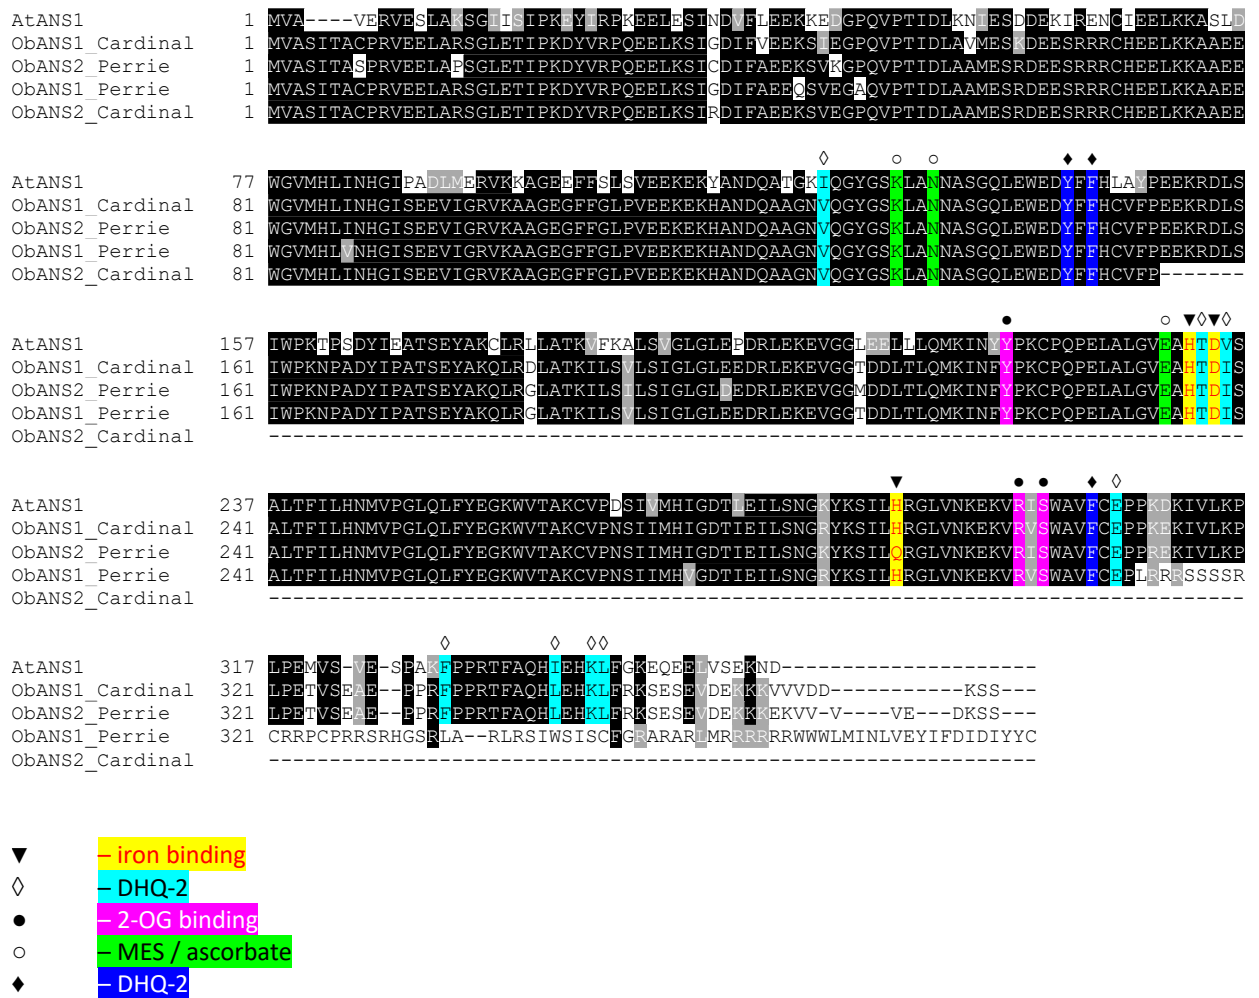 AtANS1 1 MVA----VERVESLAKSGIISIPKEYIRPKEELESINDVFLEEKKEDGPQVPTIDLKNIESDDEKIRENCIEELKKASLD
ObANS1_Cardinal 1 MVASITACPRVEELARSGLETIPKDYVRPQEELKSIGDIFVEEKSIEGPQVPTIDLAVMESKDEESRRRCHEELKKAAEE
ObANS2_Perrie 1 MVASITASPRVEELAPSGLETIPKDYVRPQEELKSICDIFAEEKSVKGPQVPTIDLAAMESRDEESRRRCHEELKKAAEE
ObANS1_Perrie 1 MVASITACPRVEELARSGLETIPKDYVRPQEELKSIGDIFAEEQSVEGAQVPTIDLAAMESRDEESRRRCHEELKKAAEE
ObANS2_Cardinal 1 MVASITACPRVEELARSGLETIPKDYVRPQEELKSIRDIFAEEKSVEGPQVPTIDLAAMESRDEESRRRCHEELKKAAEE
◊ ○ ○ ♦ ♦
AtANS1 77 WGVMHLINHGIPADLMERVKKAGEEFFSLSVEEKEKYANDQATGKIQGYGSKLANNASGQLEWEDYFFHLAYPEEKRDLS
ObANS1_Cardinal 81 WGVMHLINHGISEEVIGRVKAAGEGFFGLPVEEKEKHANDQAAGNVQGYGSKLANNASGQLEWEDYFFHCVFPEEKRDLS
ObANS2_Perrie 81 WGVMHLINHGISEEVIGRVKAAGEGFFGLPVEEKEKHANDQAAGNVQGYGSKLANNASGQLEWEDYFFHCVFPEEKRDLS
ObANS1_Perrie 81 WGVMHLVNHGISEEVIGRVKAAGEGFFGLPVEEKEKHANDQAAGNVQGYGSKLANNASGQLEWEDYFFHCVFPEEKRDLS
ObANS2_Cardinal 81 WGVMHLINHGISEEVIGRVKAAGEGFFGLPVEEKEKHANDQAAGNVQGYGSKLANNASGQLEWEDYFFHCVFP-------
● ○ ▼◊▼◊
AtANS1 157 IWPKTPSDYIEATSEYAKCLRLLATKVFKALSVGLGLEPDRLEKEVGGLEELLLQMKINYYPKCPQPELALGVEAHTDVS
ObANS1_Cardinal 161 IWPKNPADYIPATSEYAKQLRDLATKILSVLSIGLGLEEDRLEKEVGGTDDLTLQMKINFYPKCPQPELALGVEAHTDIS
ObANS2_Perrie 161 IWPKNPADYIPATSEYAKQLRGLATKILSILSIGLGLDEDRLEKEVGGMDDLTLQMKINFYPKCPQPELALGVEAHTDIS
ObANS1_Perrie 161 IWPKNPADYIPATSEYAKQLRGLATKILSVLSIGLGLEEDRLEKEVGGTDDLTLQMKINFYPKCPQPELALGVEAHTDIS
ObANS2_Cardinal --------------------------------------------------------------------------------
▼ ● ● ♦ ◊
AtANS1 237 ALTFILHNMVPGLQLFYEGKWVTAKCVPDSIVMHIGDTLEILSNGKYKSILHRGLVNKEKVRISWAVFCEPPKDKIVLKP
ObANS1_Cardinal 241 ALTFILHNMVPGLQLFYEGKWVTAKCVPNSIIMHIGDTIEILSNGRYKSILHRGLVNKEKVRVSWAVFCEPPKEKIVLKP
ObANS2_Perrie 241 ALTFILHNMVPGLQLFYEGKWVTAKCVPNSIIMHIGDTIEILSNGKYKSILQRGLVNKEKVRISWAVFCEPPREKIVLKP
ObANS1_Perrie 241 ALTFILHNMVPGLQLFYEGKWVTAKCVPNSIIMHVGDTIEILSNGRYKSILHRGLVNKEKVRVSWAVFCEPLRRRSSSSR
ObANS2_Cardinal --------------------------------------------------------------------------------
◊ ◊ ◊◊
AtANS1 317 LPEMVS-VE-SPAKFPPRTFAQHIEHKLFGKEQEELVSEKND---------------------
ObANS1_Cardinal 321 LPETVSEAE--PPRFPPRTFAQHLEHKLFRKSESEVDEKKKVVVDD-----------KSS---
ObANS2_Perrie 321 LPETVSEAE--PPRFPPRTFAQHLEHKLFRKSESEVDEKKKEKVV-V----VE---DKSS---
ObANS1_Perrie 321 CRRPCPRRSRHGSRLA--RLRSIWSISCFGRARARLMRRRRRRWWWLMINLVEYIFDIDIYYC
ObANS2_Cardinal ---------------------------------------------------------------
▼ – iron binding
◊ – DHQ-2
● – 2-OG binding
○ – MES / ascorbate
♦ – DHQ-2